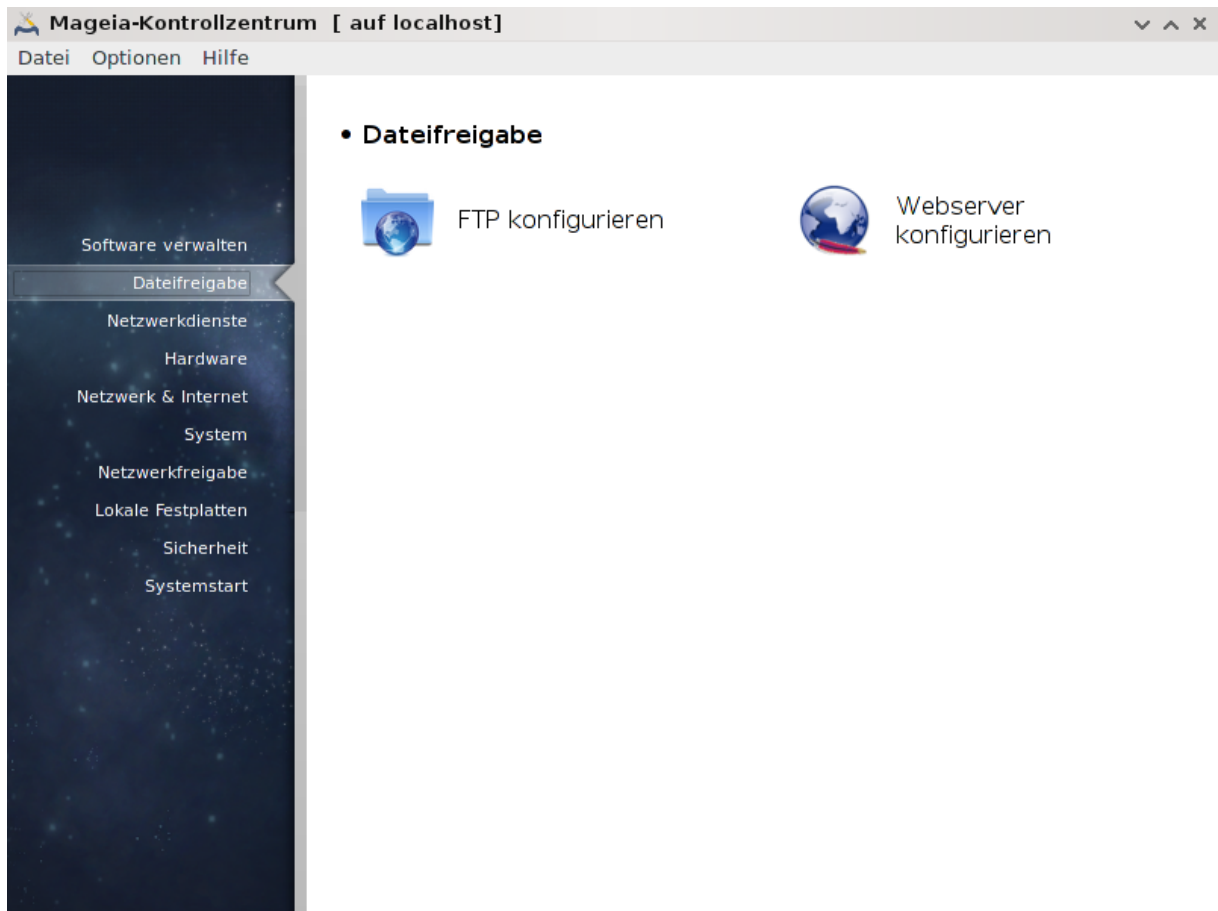 Mageia-Kontrollzentrum [ auf localhost]
Datei Optionen Hilfe
Software verwalten
Dateifreigabe
Netzwerkdienste
Hardware
Netzwerk & Internet
System
Netzwerkfreigabe
Lokale Festplatten
Sicherheit
Systemstart
• Dateifreigabe
FTP konfigurieren
Webserver
konfigurieren